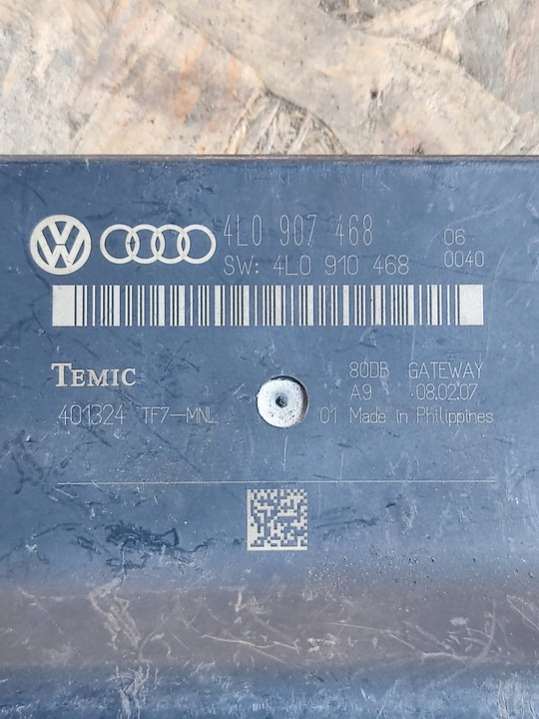 4L0 907 468 06
SW: 4L0 910 468 0040
TEMIC 80DB GATEWAY
A9 08.02.07
401324 TF7-MNL 01 Made in Philippines